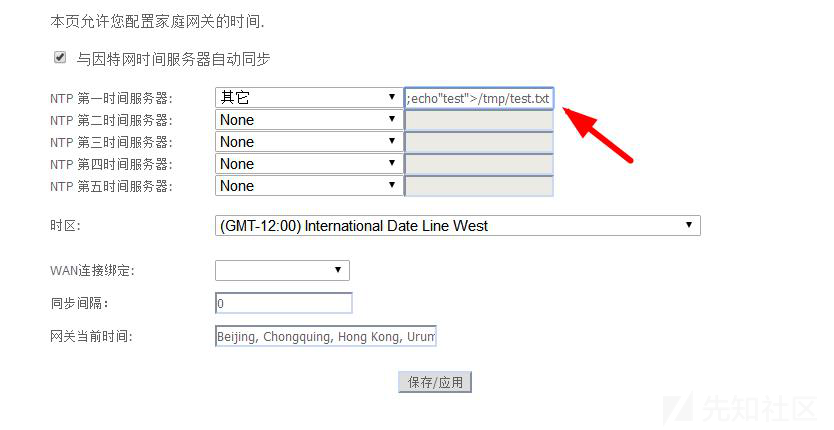 本页允许您配置家庭网关的时间.
与因特网时间服务器自动同步
NTP 第一时间服务器: 其它 ;echo"test">/tmp/test.txt
NTP 第二时间服务器: None
NTP 第三时间服务器: None
NTP 第四时间服务器: None
NTP 第五时间服务器: None
时区: (GMT-12:00) International Date Line West
WAN连接绑定:
同步间隔: 0
网关当前时间: Beijing, Chongquing, Hong Kong, Urum
保存/应用
先知社区